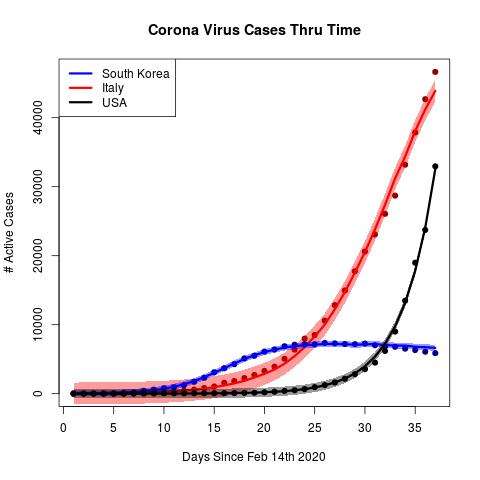 Corona Virus Cases Thru Time
South Korea
Italy
USA
# Active Cases
40000
30000
20000
10000
0
0 5 10 15 20 25 30 35
Days Since Feb 14th 2020